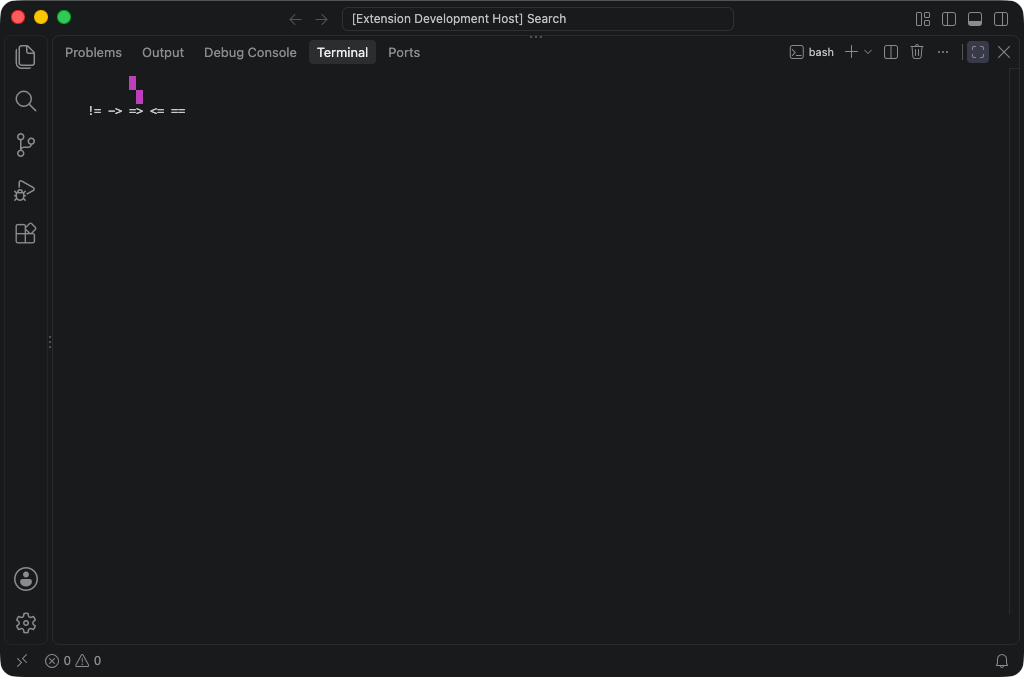 [Extension Development Host] Search
Problems Output Debug Console Terminal Ports bash
!= -> => <= ==
0 0